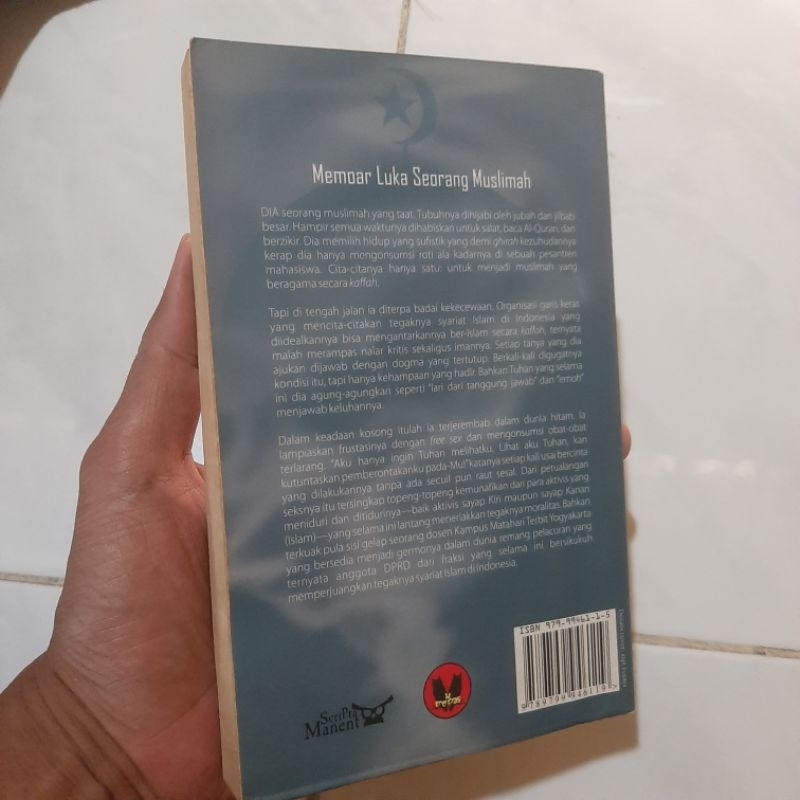 Memoar Luka Seorang Muslimah
DIA seorang muslimah yang taat. Tubuhnya dihijabi oleh jubah dan jilbab
besar. Hampir semua waktunya dihabiskan untuk salat, baca Al-Quran, dan
berzikir. Dia memilih hidup yang sufistik yang demi ghirah kezuhudannya
kerap dia hanya mengonsumsi roti ala kadarnya di sebuah pesantren
mahasiswa. Cita-citanya hanya satu: untuk menjadi muslimah yang
beragama secara kaffah.
Tapi di tengah jalan ia diterpa badai kekecewaan. Organisasi garis keras
yang mencita-citakan tegaknya syariat Islam di Indonesia yang
diidealkannya bisa mengantarkannya ber-Islam secara kaffah, ternyata
malah merampas nalar kritis sekaligus imannya. Setiap tanya yang dia
ajukan dijawab dengan dogma yang tertutup. Berkali-kali digugatnya
kondisi itu, tapi hanya kehampaan yang hadir. Bahkan Tuhan yang selama
ini dia agung-agungkan seperti "lari dari tanggung jawab" dan "emoh"
menjawab keluhannya.
Dalam keadaan kosong itulah ia terjerembab dalam dunia hitam. Ia
lampiaskan frustasinya dengan free sex dan mengonsumsi obat-obat
terlarang. "Aku hanya ingin Tuhan melihatku. Lihat aku Tuhan, kan
kutuntaskan pemberontakanku pada-Mu!" katanya setiap kali usai bercinta
yang dilakukannya tanpa ada secuil pun raut sesal. Dari petualangan
seksnya itu tersingkap topeng-topeng kemunafikan dari para aktivis yang
meniduri dan ditidurinya—baik aktivis sayap Kiri maupun sayap Kanan
(Islam)—yang selama ini lantang meneriakkan tegaknya moralitas. Bahkan
terkuak pula sisi gelap seorang dosen Kampus Matahari Terbit Yogyakarta
yang bersedia menjadi germonya dalam dunia remang pelacuran yang
ternyata anggota DPRD dari fraksi yang selama ini bersikukuh
memperjuangkan tegaknya syariat Islam di Indonesia.
ISBN 979-99461-1-5
9 789799 946119
ScriPta
Manent
melibas